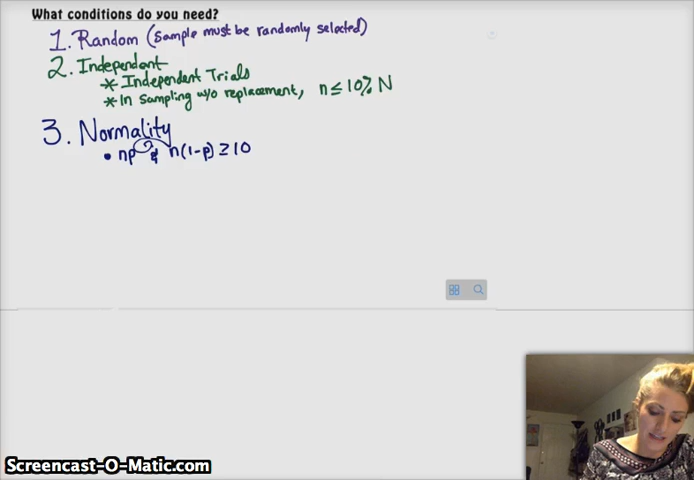 What conditions do you need?
1. Random (Sample must be randomly selected)
2. Independent
* Independent Trials
* In Sampling w/o replacement, n ≤ 10% N
3. Normality
• np & n(1-p) ≥ 10
Screencast-O-Matic.com